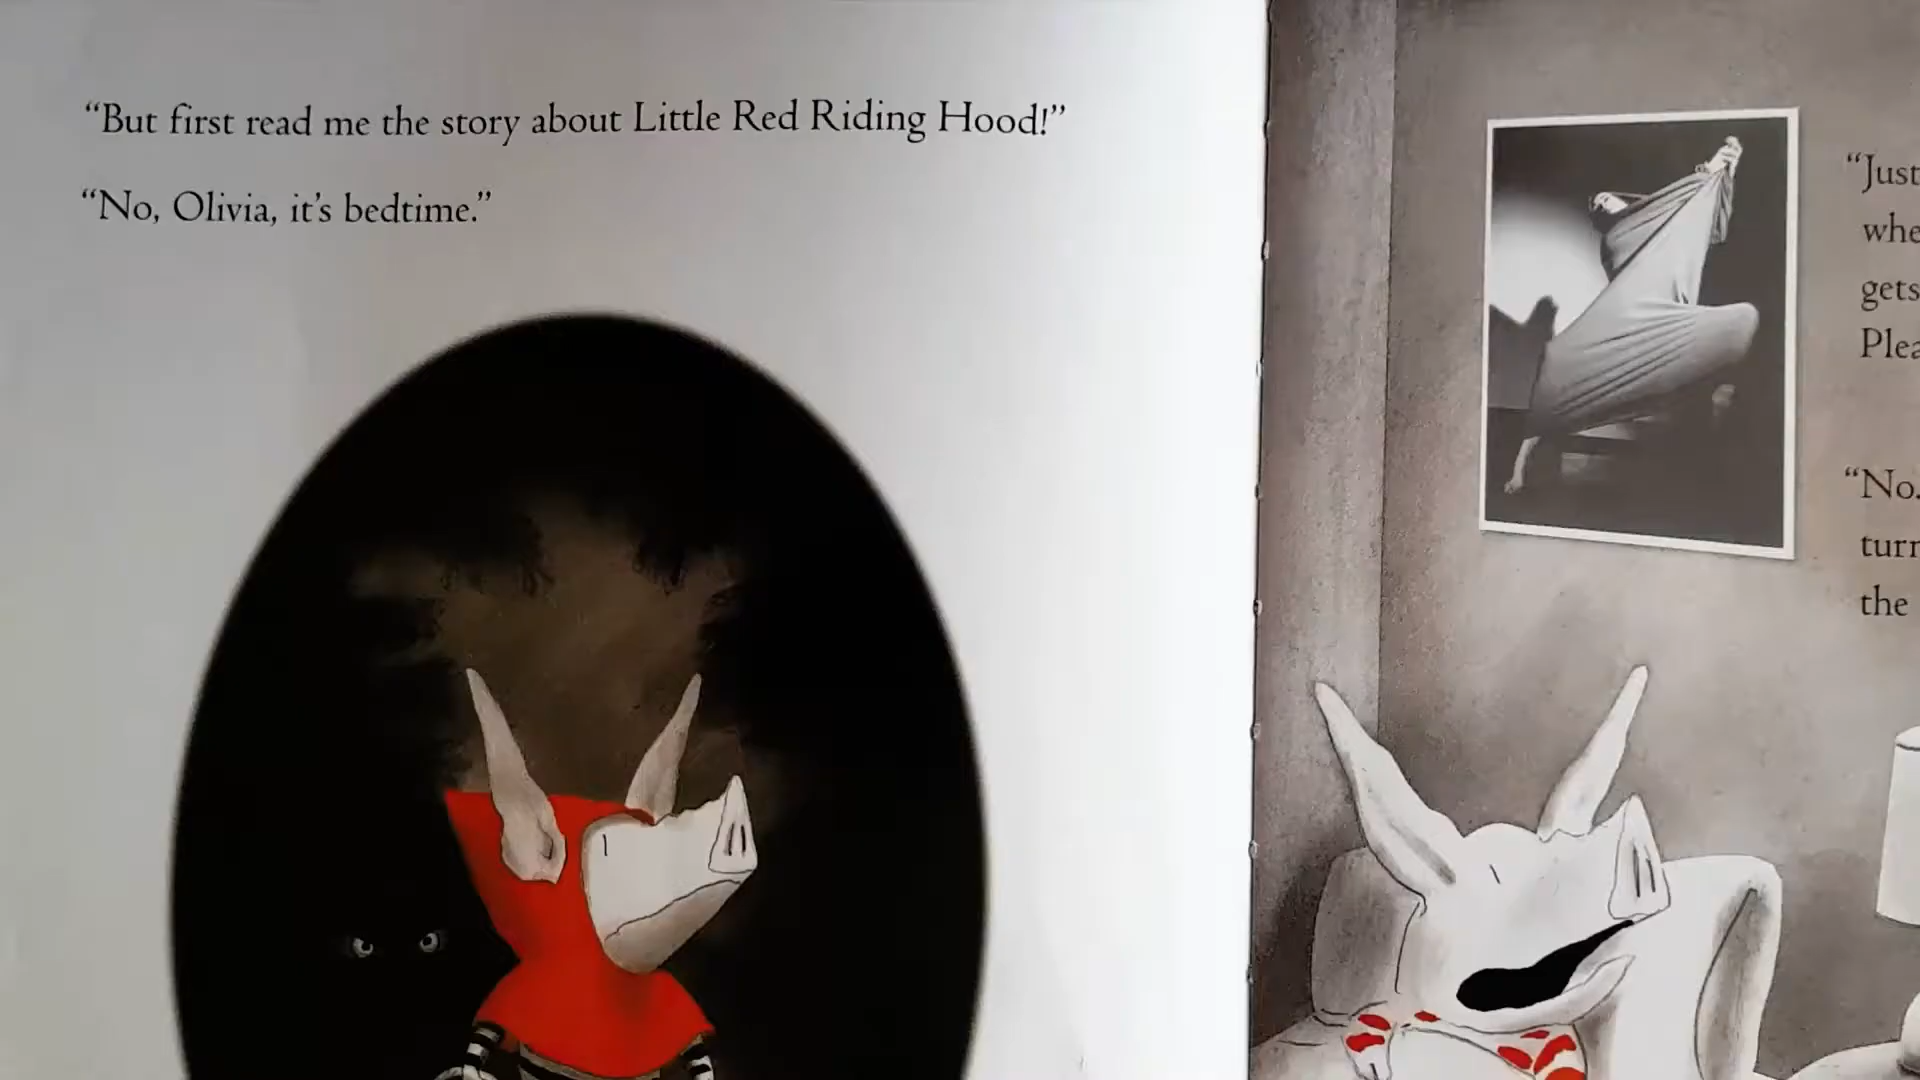 “But first read me the story about Little Red Riding Hood!”
“No, Olivia, it’s bedtime.”
“Just
whe
gets
Plea
“No.
turn
the